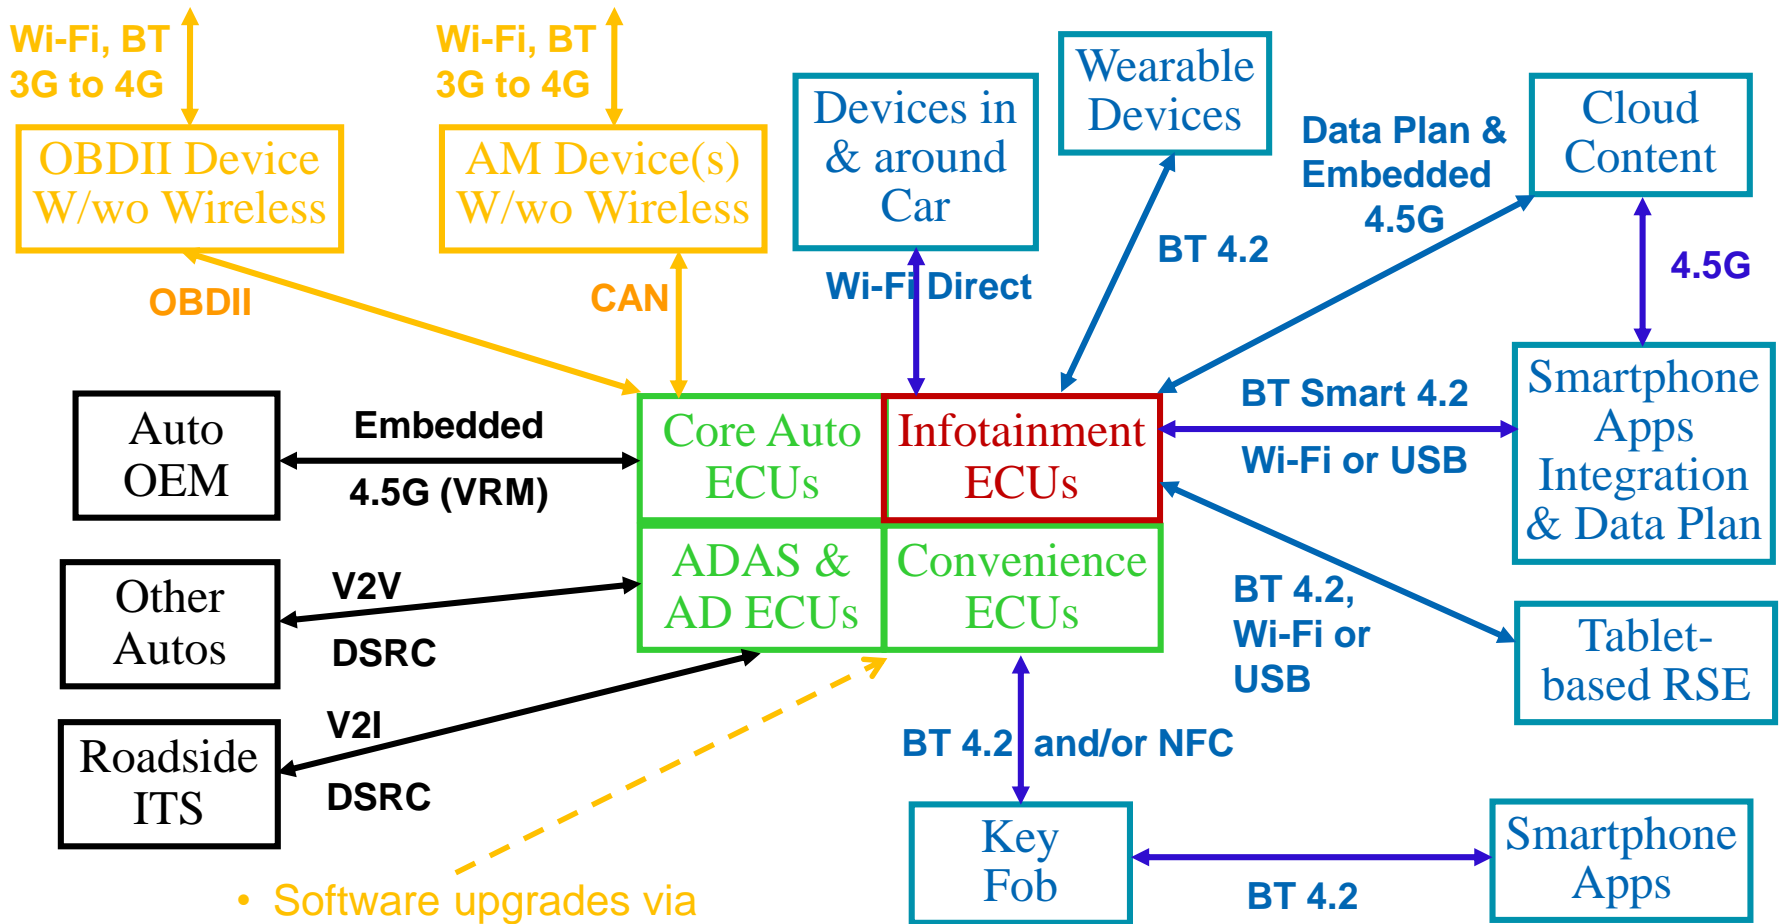 Wi-Fi, BT
3G to 4G
Wi-Fi, BT
3G to 4G
OBDII Device
W/wo Wireless
AM Device(s)
W/wo Wireless
Devices in
& around
Car
Wearable
Devices
Data Plan &
Embedded
4.5G
Cloud
Content
OBDII
CAN
Wi-Fi Direct
BT 4.2
4.5G
Auto
OEM
Embedded
4.5G (VRM)
Core Auto
ECUs
Infotainment
ECUs
BT Smart 4.2
Wi-Fi or USB
Smartphone
Apps
Integration
& Data Plan
Other
Autos
V2V
DSRC
ADAS &
AD ECUs
Convenience
ECUs
BT 4.2,
Wi-Fi or
USB
Tablet-
based RSE
Roadside
ITS
V2I
DSRC
BT 4.2 and/or NFC
Key
Fob
BT 4.2
Smartphone
Apps
• Software upgrades via